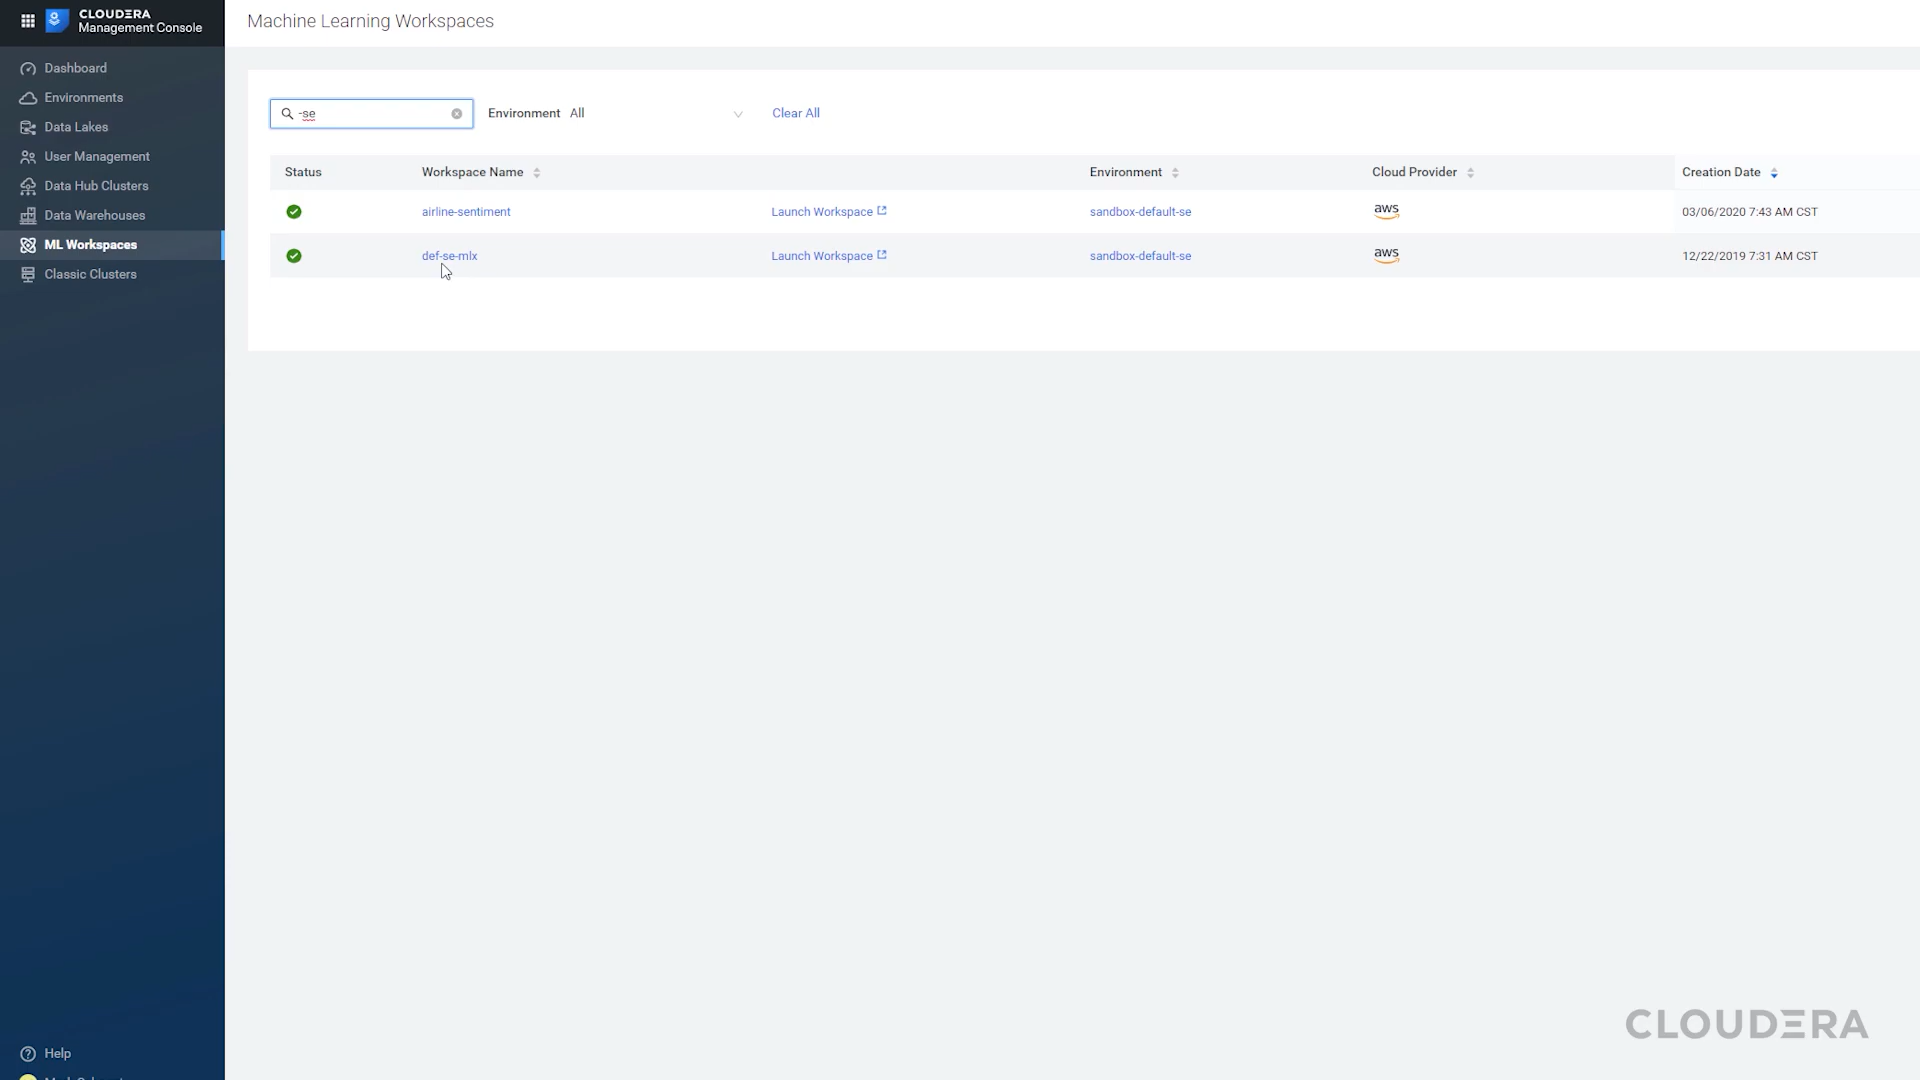 CLOUDERA
Management Console
Machine Learning Workspaces
Dashboard
Environments
Data Lakes
User Management
Data Hub Clusters
Data Warehouses
ML Workspaces
Classic Clusters
-se
Environment All
Clear All
Status Workspace Name Environment Cloud Provider Creation Date
airline-sentiment Launch Workspace sandbox-default-se aws 03/06/2020 7:43 AM CST
def-se-mlx Launch Workspace sandbox-default-se aws 12/22/2019 7:31 AM CST
Help
CLOUDERA